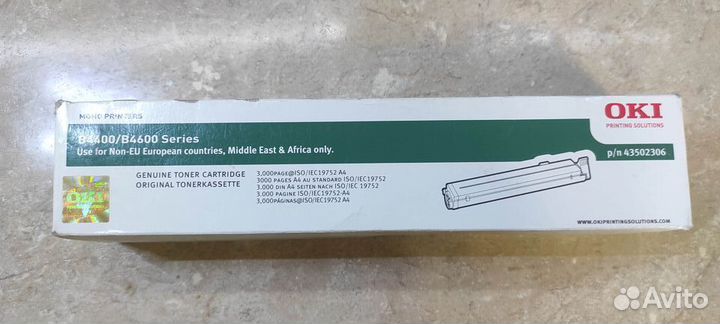 MONO PRINTERS
OKI
PRINTING SOLUTIONS
B4400/B4600 Series
Use for Non-EU European countries, Middle East & Africa only.
p/n 43502306
GENUINE TONER CARTRIDGE
ORIGINAL TONERKASSETTE
3,000PAGE@ISO/IEC19752 A4
3000 PAGES A4 AU STANDARD ISO/IEC 19752
3.000 DIN A4 SEITEN NACH ISO/IEC 19752
3,000 PAGINE ISO/IEC19752-A4
3,000PÁGINAS@ISO/IEC19752 A4
OKI
WWW.OKIPRINTINGSOLUTIONS.COM
Avito